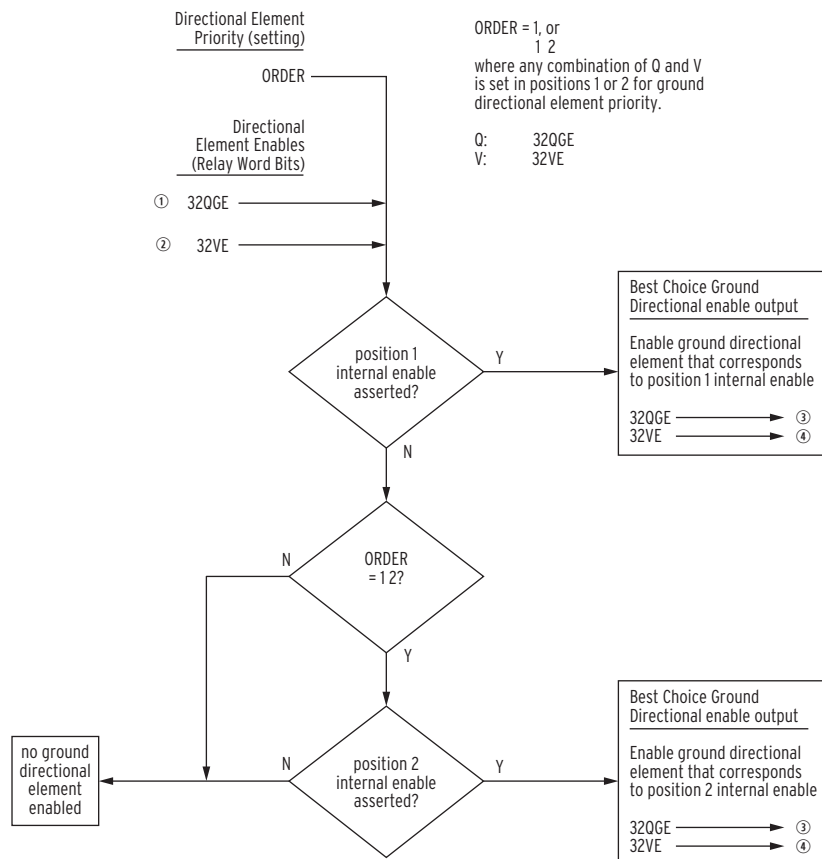 Directional Element
Priority (setting)
ORDER
ORDER = 1, or
1 2
where any combination of Q and V
is set in positions 1 or 2 for ground
directional element priority.
Q: 32QGE
V: 32VE
Directional
Element Enables
(Relay Word Bits)
① 32QGE
② 32VE
position 1
internal enable
asserted?
Y
N
Best Choice Ground
Directional enable output
Enable ground directional
element that corresponds
to position 1 internal enable
32QGE ③
32VE ④
ORDER
= 1 2?
N
Y
position 2
internal enable
asserted?
N
Y
no ground
directional
element
enabled
Best Choice Ground
Directional enable output
Enable ground directional
element that corresponds
to position 2 internal enable
32QGE ③
32VE ④